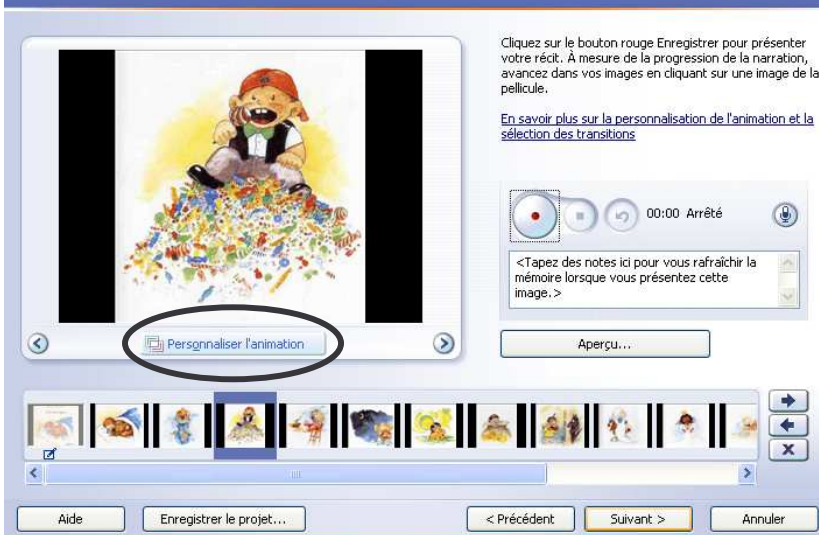 Cliquez sur le bouton rouge Enregistrer pour présenter
votre récit. À mesure de la progression de la narration,
avancez dans vos images en cliquant sur une image de la
pellicule.
En savoir plus sur la personnalisation de l'animation et la
sélection des transitions
00:00 Arrêté
<Tapez des notes ici pour vous rafraîchir la
mémoire lorsque vous présentez cette
image.>
Personnaliser l'animation
Aperçu...
Aide
Enregistrer le projet...
< Précédent
Suivant >
Annuler